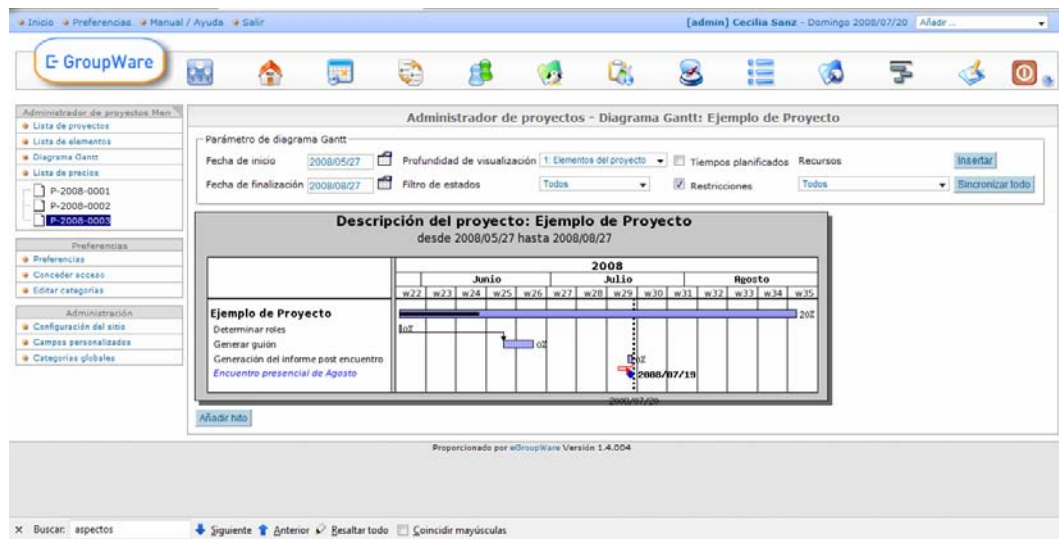 Inicio Preferencias Manual / Ayuda Salir [admin] Cecilia Sanz - Domingo 2008/07/20 Añadir ...
E- GroupWare
Administrador de proyectos Men
Lista de proyectos
Lista de elementos
Diagrama Gantt
Lista de precios
P-2008-0001
P-2008-0002
P-2008-0003
Preferencias
Preferencias
Conceder acceso
Editar categorías
Administración
Configuración del sitio
Campos personalizados
Categorías globales
Administrador de proyectos - Diagrama Gantt: Ejemplo de Proyecto
Parámetro de diagrama Gantt
Fecha de inicio 2008/05/27 Profundidad de visualización 1: Elementos del proyecto Tiempos planificados Recursos Insertar
Fecha de finalización 2008/08/27 Filtro de estados Todos Restricciones Todos Sincronizar todo
Descripción del proyecto: Ejemplo de Proyecto
desde 2008/05/27 hasta 2008/08/27
2008
Junio Julio Agosto
w22 w23 w24 w25 w26 w27 w28 w29 w30 w31 w32 w33 w34 w35
Ejemplo de Proyecto 20%
Determinar roles 0%
Generar guión 0%
Generación del informe post encuentro 0%
Encuentro presencial de Agosto 2008/07/19
2008/07/20
Añadir hito
Proporcionado por eGroupWare Versión 1.4.004
Buscar: aspectos Siguiente Anterior Resaltar todo Coincidir mayúsculas